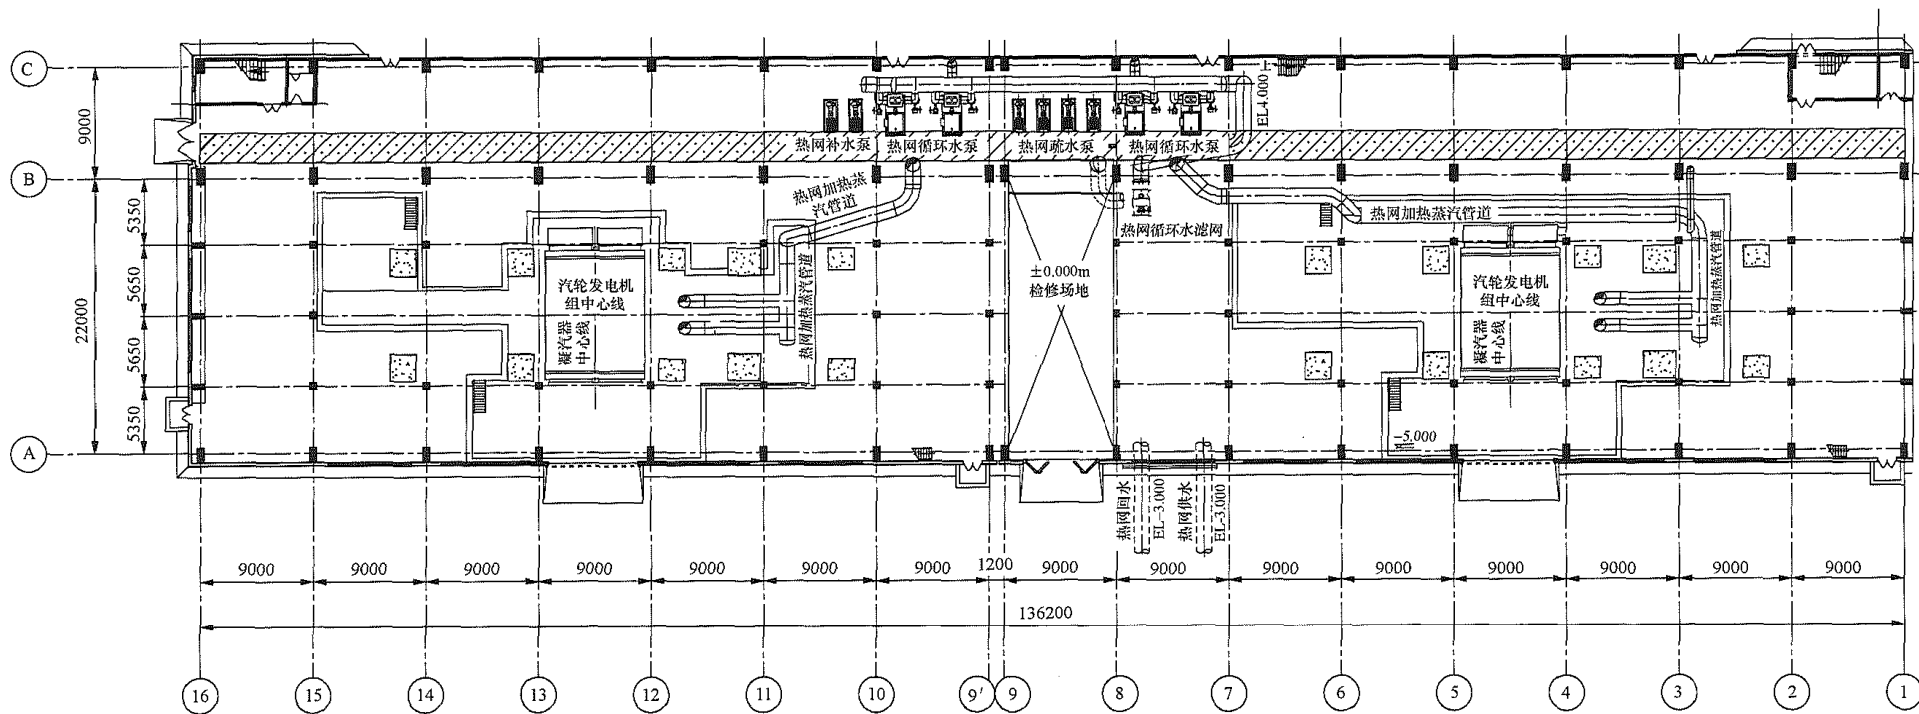 C
上
EL4.000
9000
热网补水泵 热网循环水泵 热网疏水泵 热网循环水泵
B
热网加热蒸
汽管道
5350
热网加热蒸汽管道
热网循环水滤网
22000
5650
汽轮发电机
组中心线
凝汽器
中心线
热网加热蒸汽管道
±0.000m
检修场地
汽轮发电机
组中心线
凝汽器
中心线
热网加热蒸汽管道
5650
5350
-5.000
A
热网回水
EL-3.000
热网供水
EL-3.000
9000 9000 9000 9000 9000 9000 9000 1200 9000 9000 9000 9000 9000 9000 9000 9000
136200
16 15 14 13 12 11 10 9′ 9 8 7 6 5 4 3 2 1